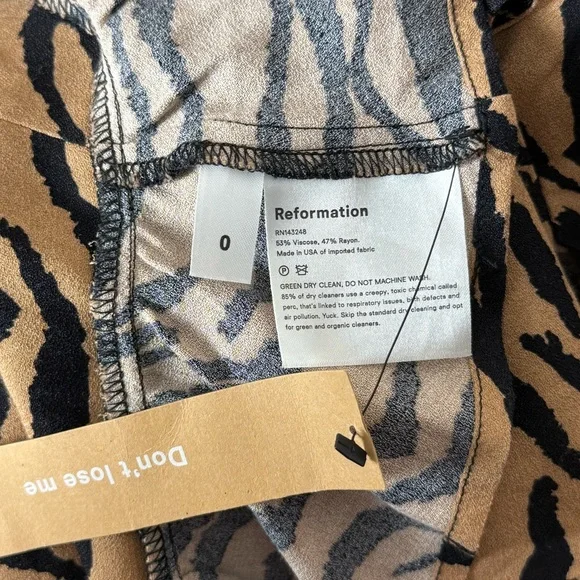 0
Reformation
RN143248
53% Viscose, 47% Rayon.
Made in USA of imported fabric
P
GREEN DRY CLEAN, DO NOT MACHINE WASH.
85% of dry cleaners use a creepy, toxic chemical called
perc, that's linked to respiratory issues, birth defects and
air pollution. Yuck. Skip the standard dry cleaning and opt
for green and organic cleaners.
Don't lose me